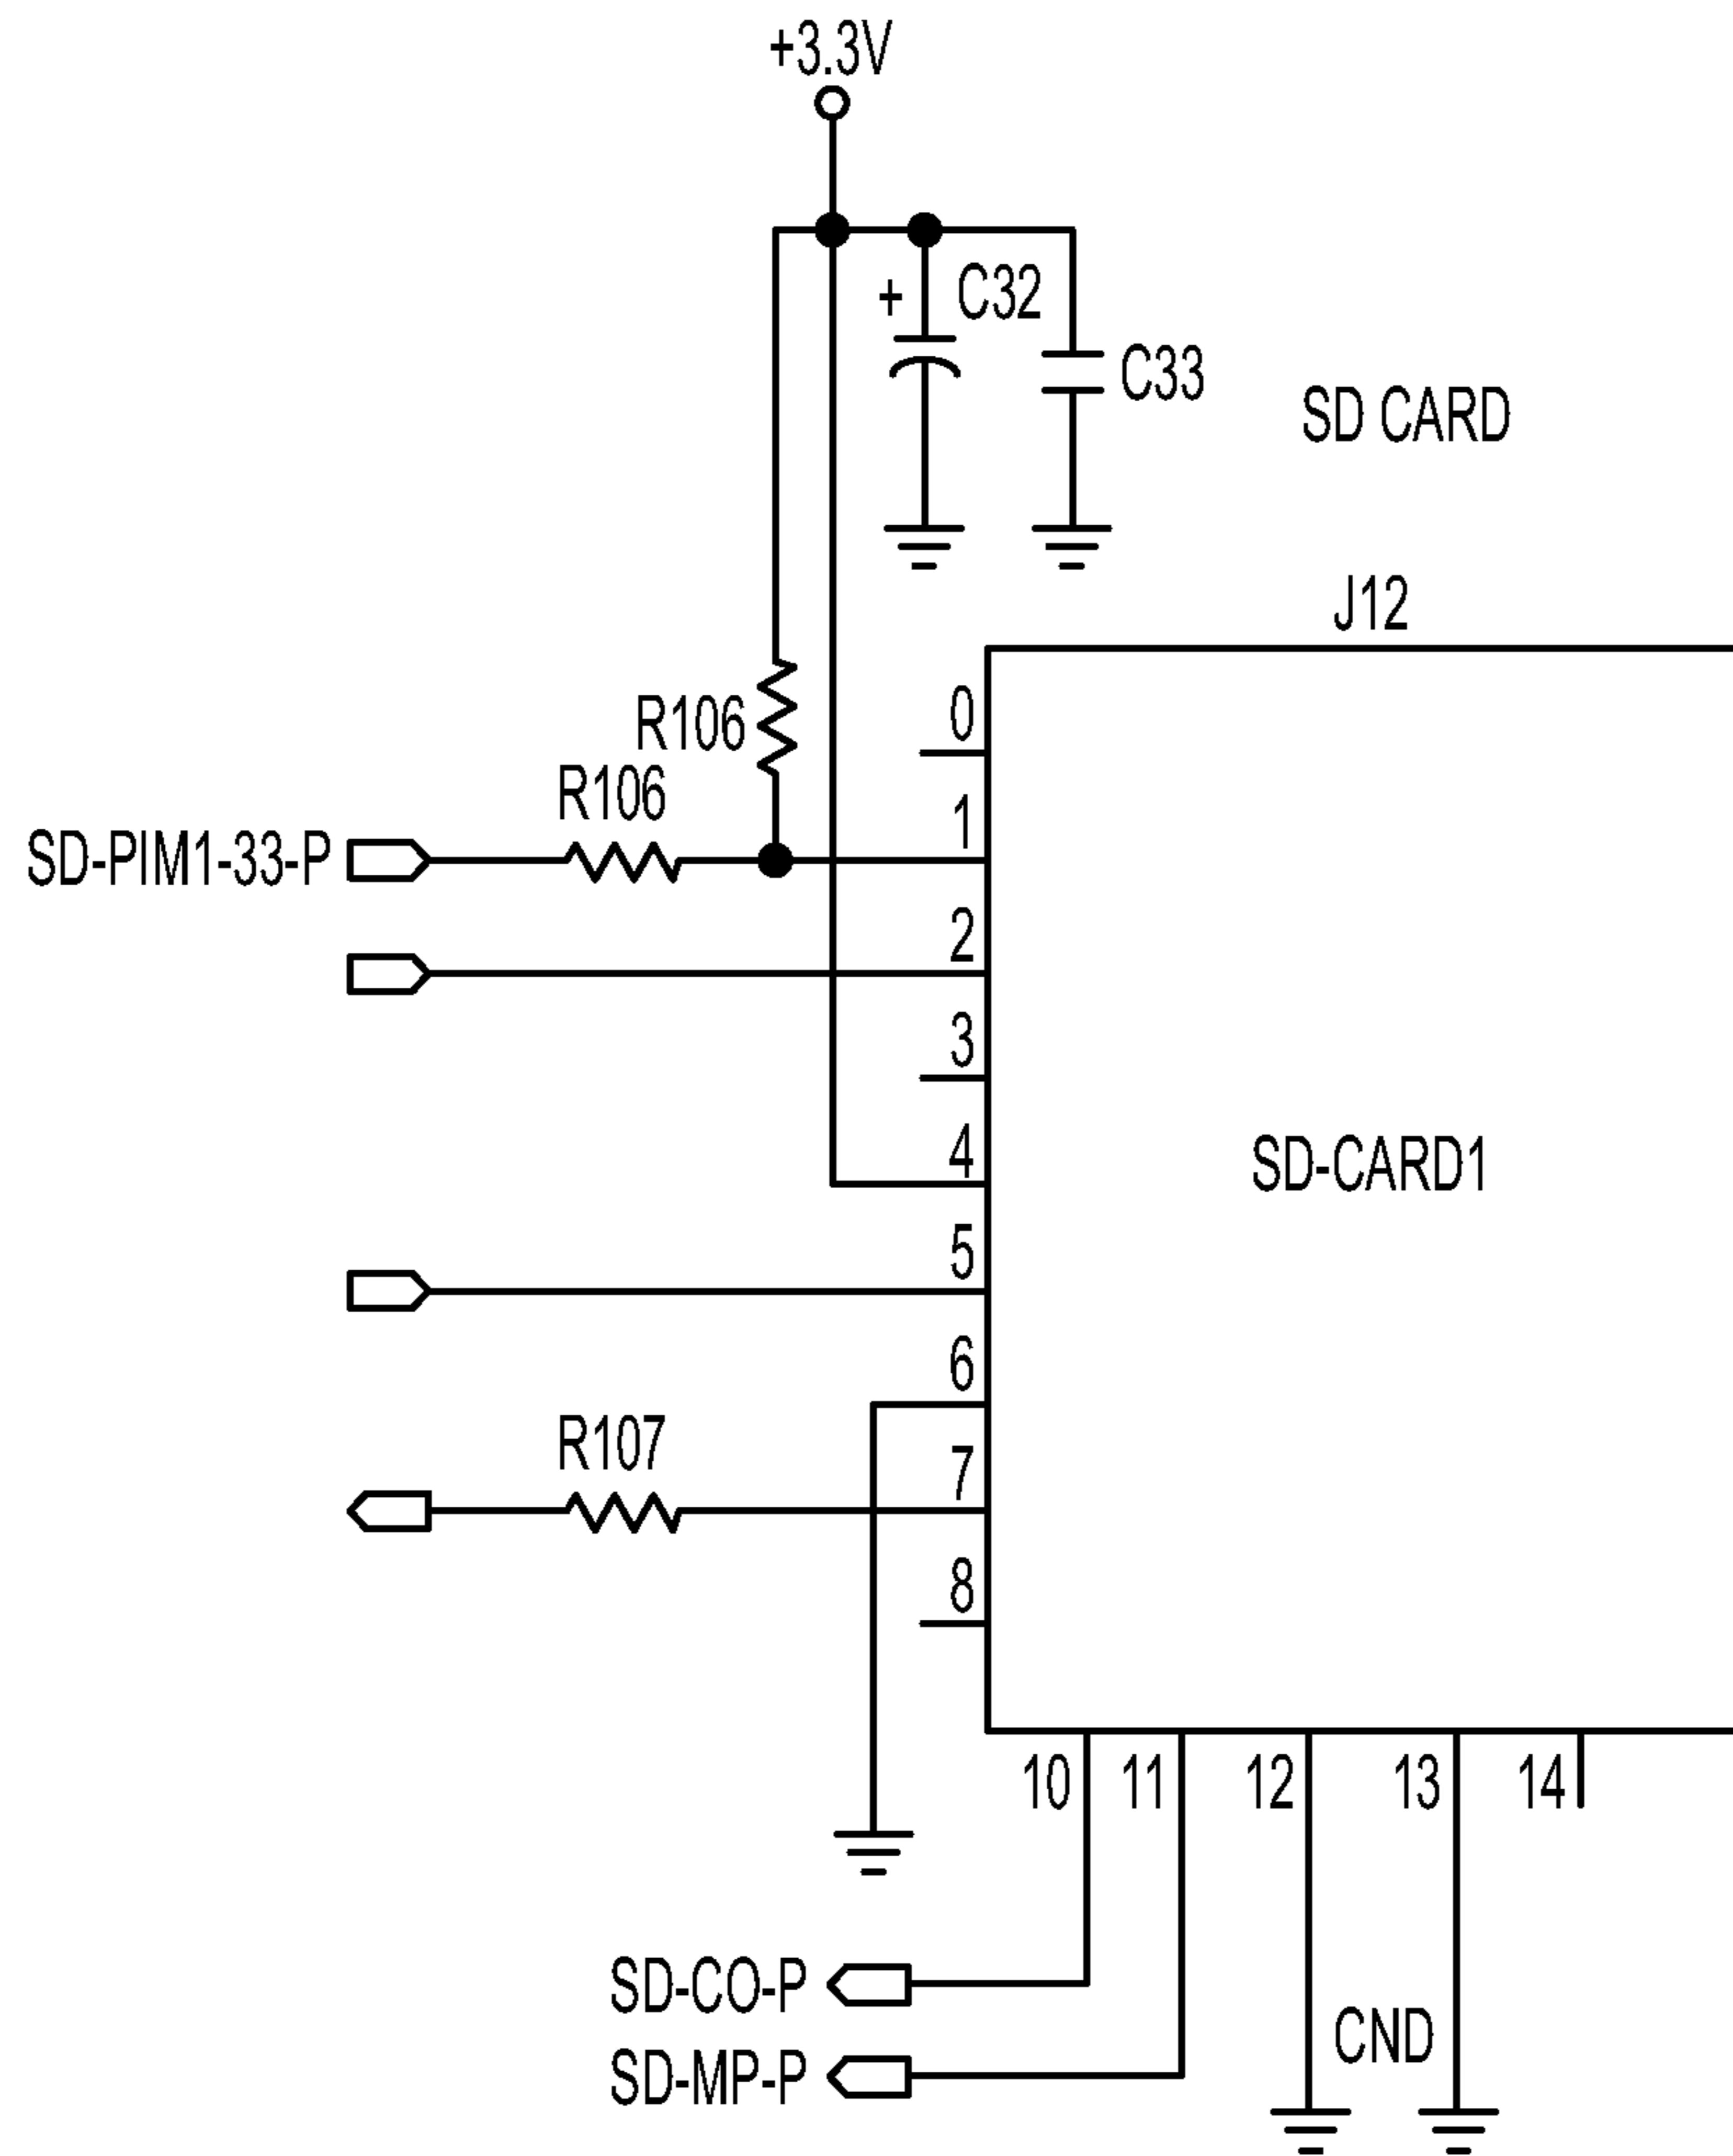 +3.3V
C32
+
C33
SD CARD
J12
R106
0
R106
1
SD-PIM1-33-P
2
3
4
SD-CARD1
5
6
R107
7
8
10 11 12 13 14
SD-CO-P
CND
SD-MP-P